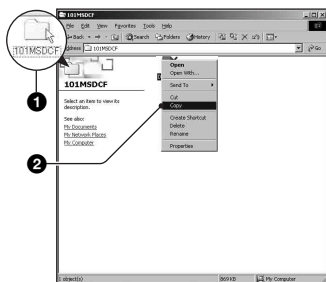 101MSDCF
File Edit View Favorites Tools Help
Back Search Folders History
Address 101MSDCF Go
101MSDCF
1
101MSDCF
Select an item to view its
description.
See also:
My Documents
My Network Places
My Computer
2
Open
Open With...
Send To
Cut
Copy
Create Shortcut
Delete
Rename
Properties
1 object(s) 869 KB My Computer